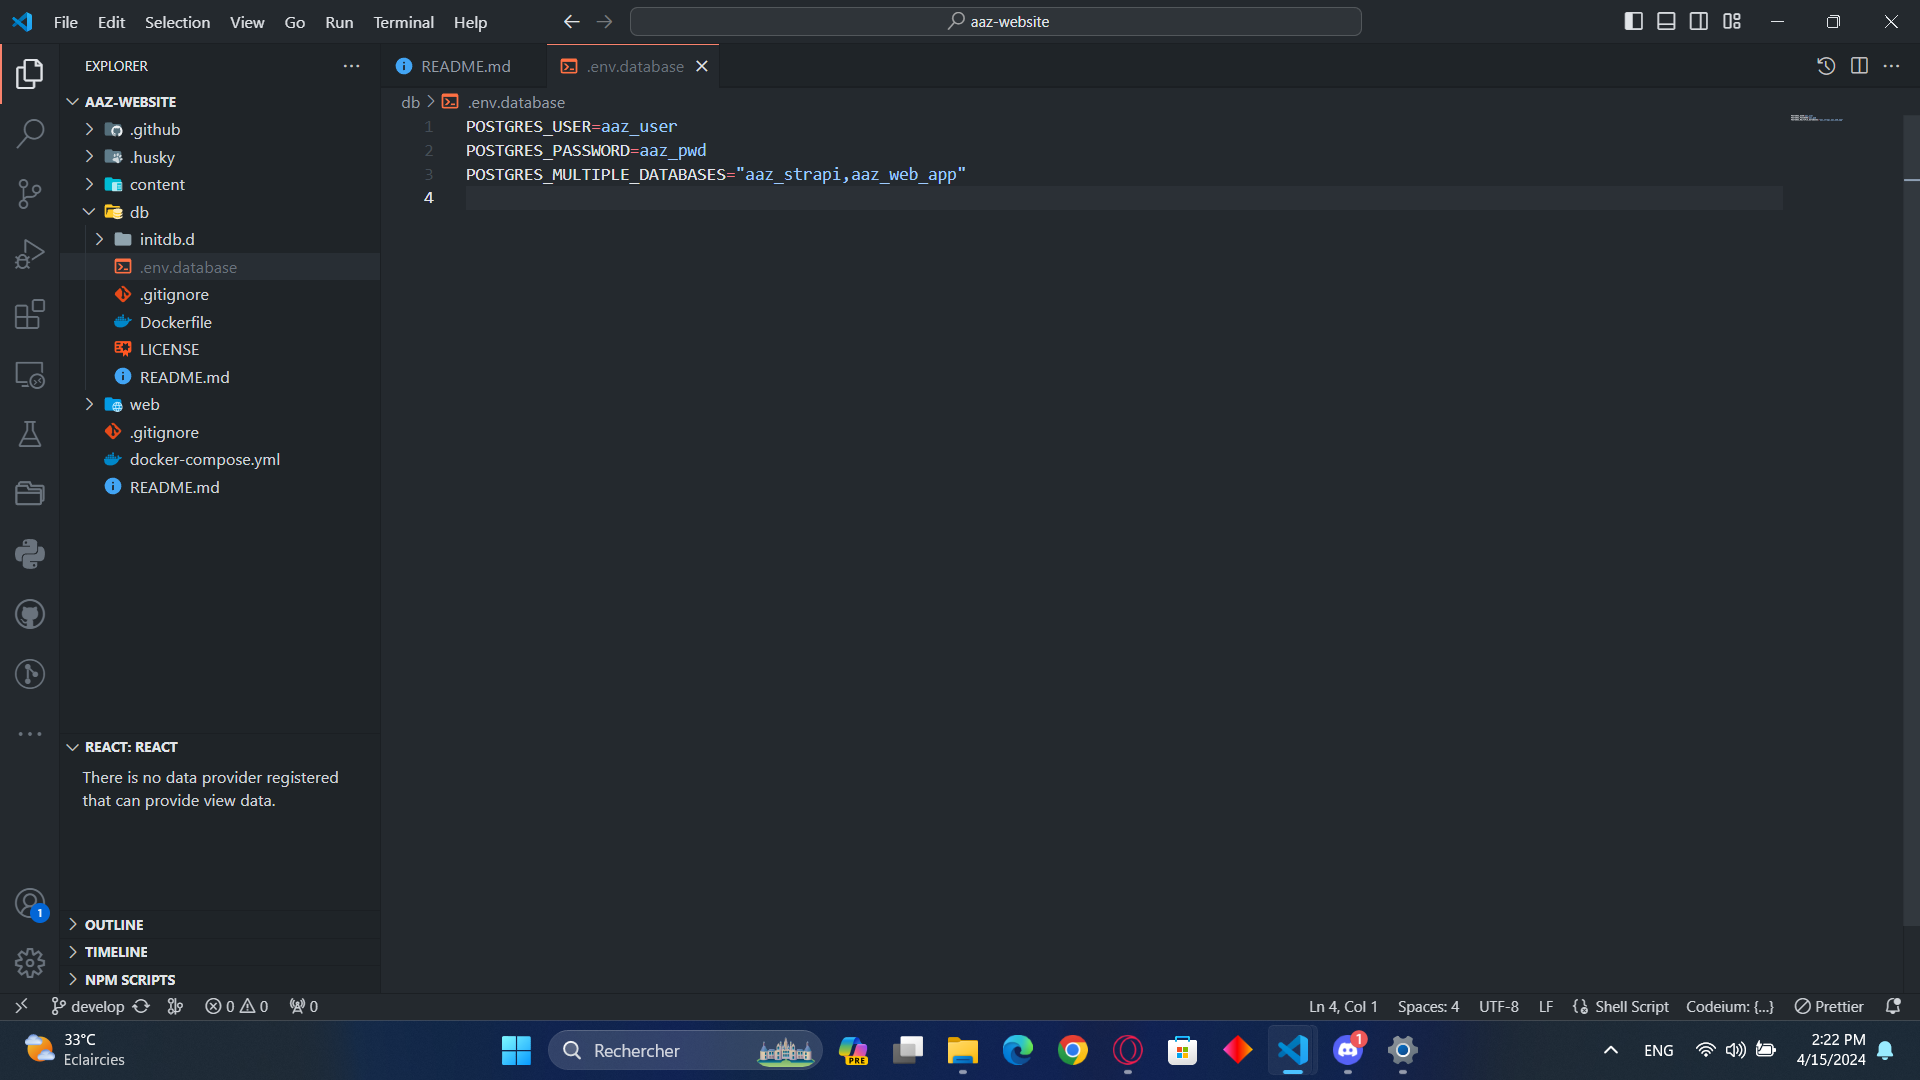 File Edit Selection View Go Run Terminal Help
aaz-website
EXPLORER
README.md
.env.database
AAZ-WEBSITE
.github
.husky
content
db
initdb.d
.env.database
.gitignore
Dockerfile
LICENSE
README.md
web
.gitignore
docker-compose.yml
README.md
db > .env.database
1 POSTGRES_USER=aaz_user
2 POSTGRES_PASSWORD=aaz_pwd
3 POSTGRES_MULTIPLE_DATABASES="aaz_strapi,aaz_web_app"
4
REACT: REACT
There is no data provider registered
that can provide view data.
1
OUTLINE
TIMELINE
NPM SCRIPTS
develop 0 0 0
Ln 4, Col 1 Spaces: 4 UTF-8 LF Shell Script Codeium: {...} Prettier
33°C
Eclaircies
Rechercher
PRE
1
ENG
2:22 PM
4/15/2024